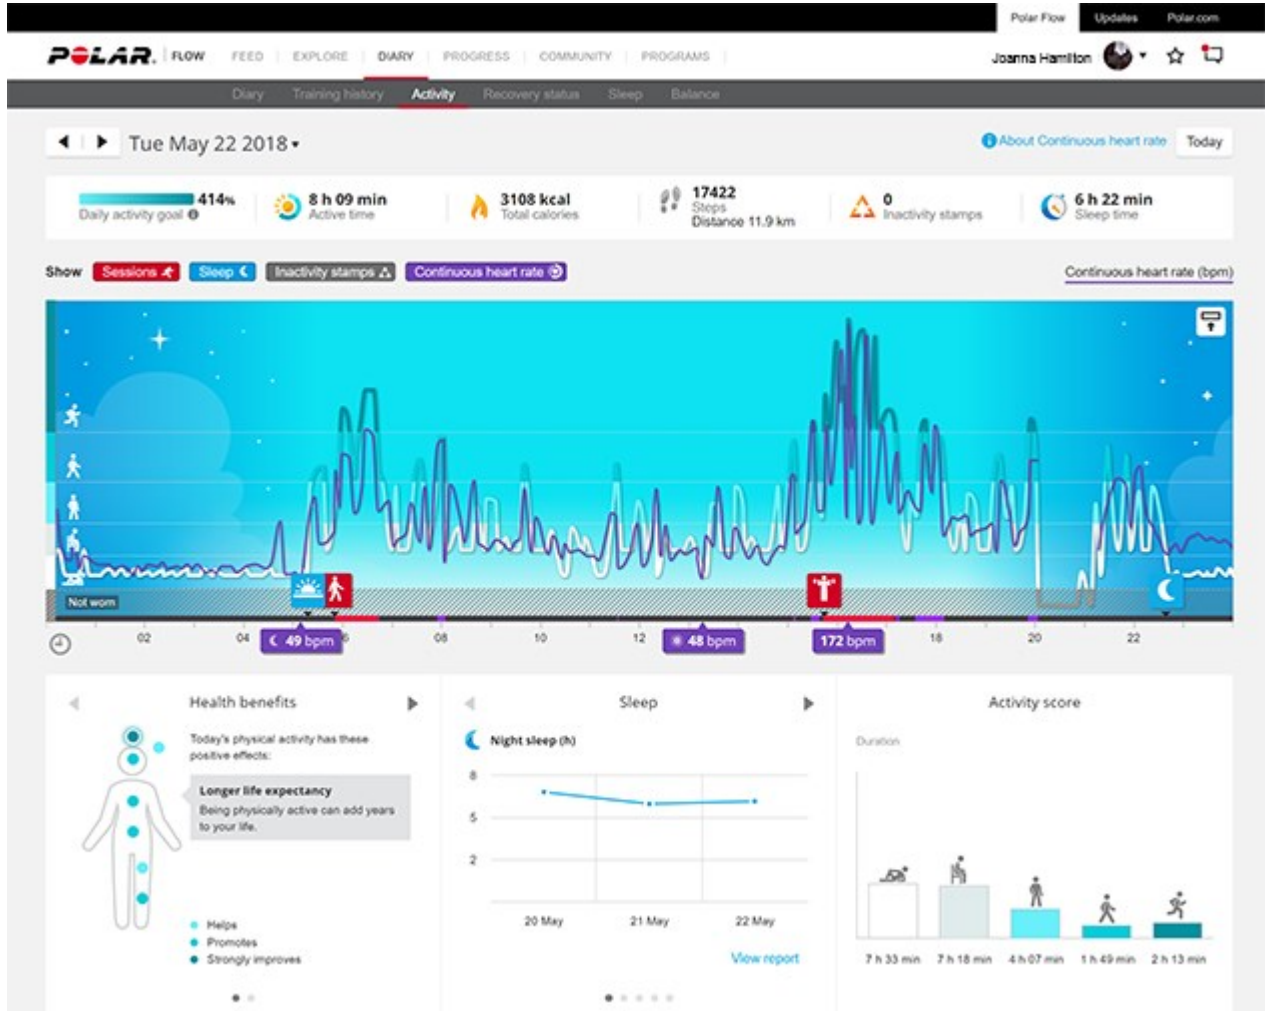 Polar Flow Updates Polar.com
POLAR. FLOW FEED EXPLORE DIARY PROGRESS COMMUNITY PROGRAMS
Joanna Hamilton
Diary Training history Activity Recovery status Sleep Balance
Tue May 22 2018
About Continuous heart rate Today
414%
Daily activity goal
8 h 09 min
Active time
3108 kcal
Total calories
17422
Steps
Distance 11.9 km
0
Inactivity stamps
6 h 22 min
Sleep time
Show Sessions Sleep Inactivity stamps Continuous heart rate
Continuous heart rate (bpm)
Not worn
02 04 6 10 12 18 20 22
49 bpm
48 bpm
172 bpm
Health benefits
Today's physical activity has these
positive effects:
Longer life expectancy
Being physically active can add years
to your life.
Helps
Promotes
Strongly improves
Sleep
Night sleep (h)
8
5
2
20 May 21 May 22 May
View report
Activity score
Duration
7 h 33 min 7 h 18 min 4 h 07 min 1 h 49 min 2 h 13 min